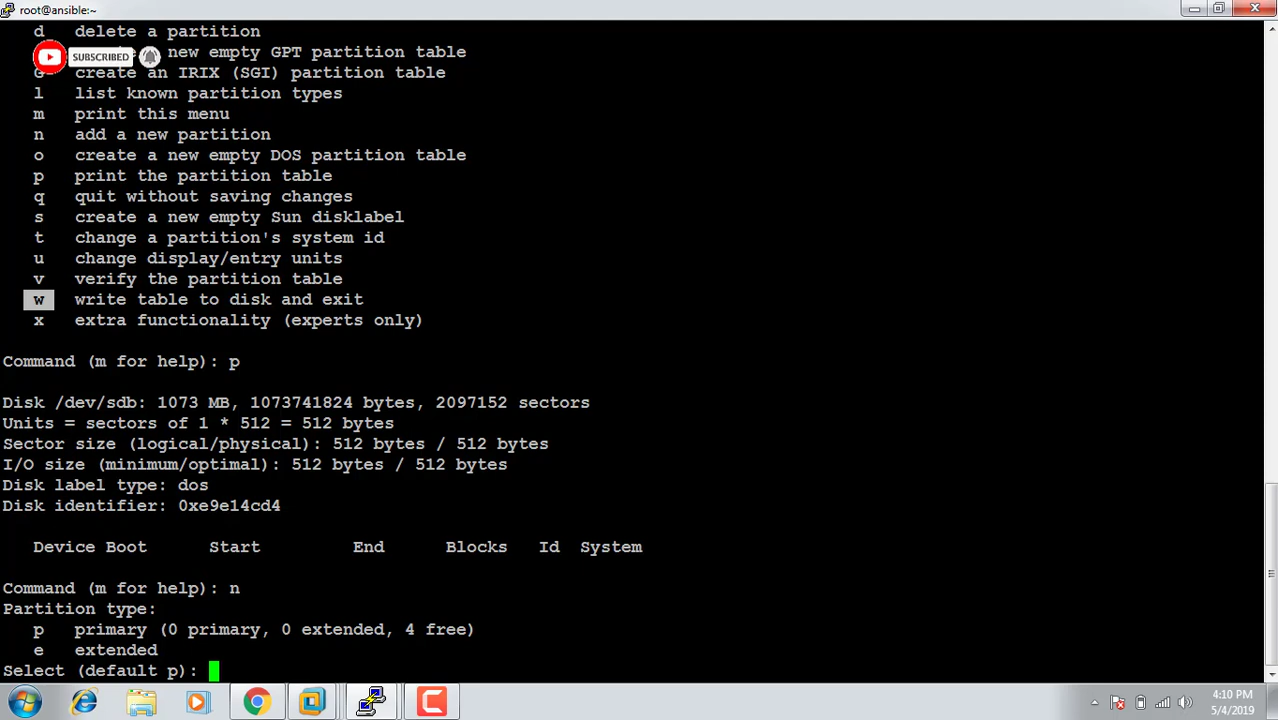 root@ansible:~
d   delete a partition
SUBSCRIBED
new empty GPT partition table
create an IRIX (SGI) partition table
l   list known partition types
m   print this menu
n   add a new partition
o   create a new empty DOS partition table
p   print the partition table
q   quit without saving changes
s   create a new empty Sun disklabel
t   change a partition's system id
u   change display/entry units
v   verify the partition table
w   write table to disk and exit
x   extra functionality (experts only)
Command (m for help): p
Disk /dev/sdb: 1073 MB, 1073741824 bytes, 2097152 sectors
Units = sectors of 1 * 512 = 512 bytes
Sector size (logical/physical): 512 bytes / 512 bytes
I/O size (minimum/optimal): 512 bytes / 512 bytes
Disk label type: dos
Disk identifier: 0xe9e14cd4
Device Boot      Start         End      Blocks   Id  System
Command (m for help): n
Partition type:
p   primary (0 primary, 0 extended, 4 free)
e   extended
Select (default p):
4:10 PM
5/4/2019